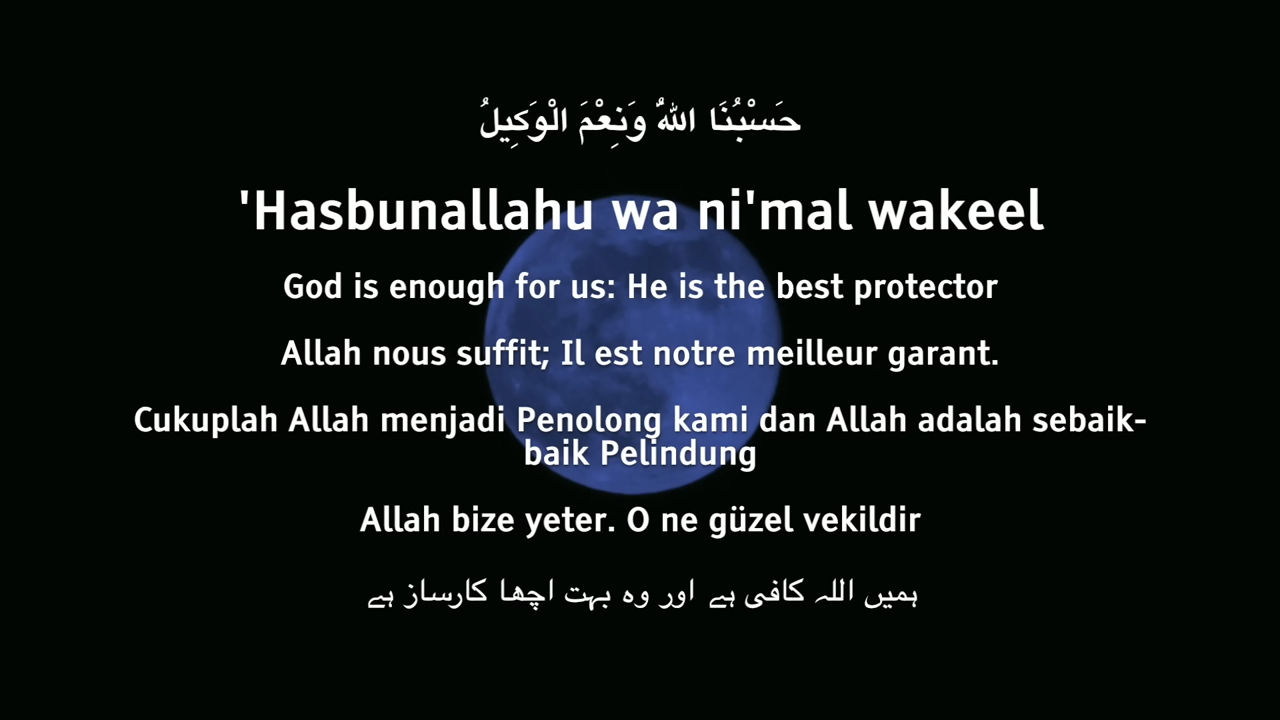 حَسْبُنَا اللهُ وَنِعْمَ الْوَكِيلُ
'Hasbunallahu wa ni'mal wakeel
God is enough for us: He is the best protector
Allah nous suffit; Il est notre meilleur garant.
Cukuplah Allah menjadi Penolong kami dan Allah adalah sebaik-
baik Pelindung
Allah bize yeter. O ne güzel vekildir
ہمیں اللہ کافی ہے اور وہ بہت اچھا کارساز ہے